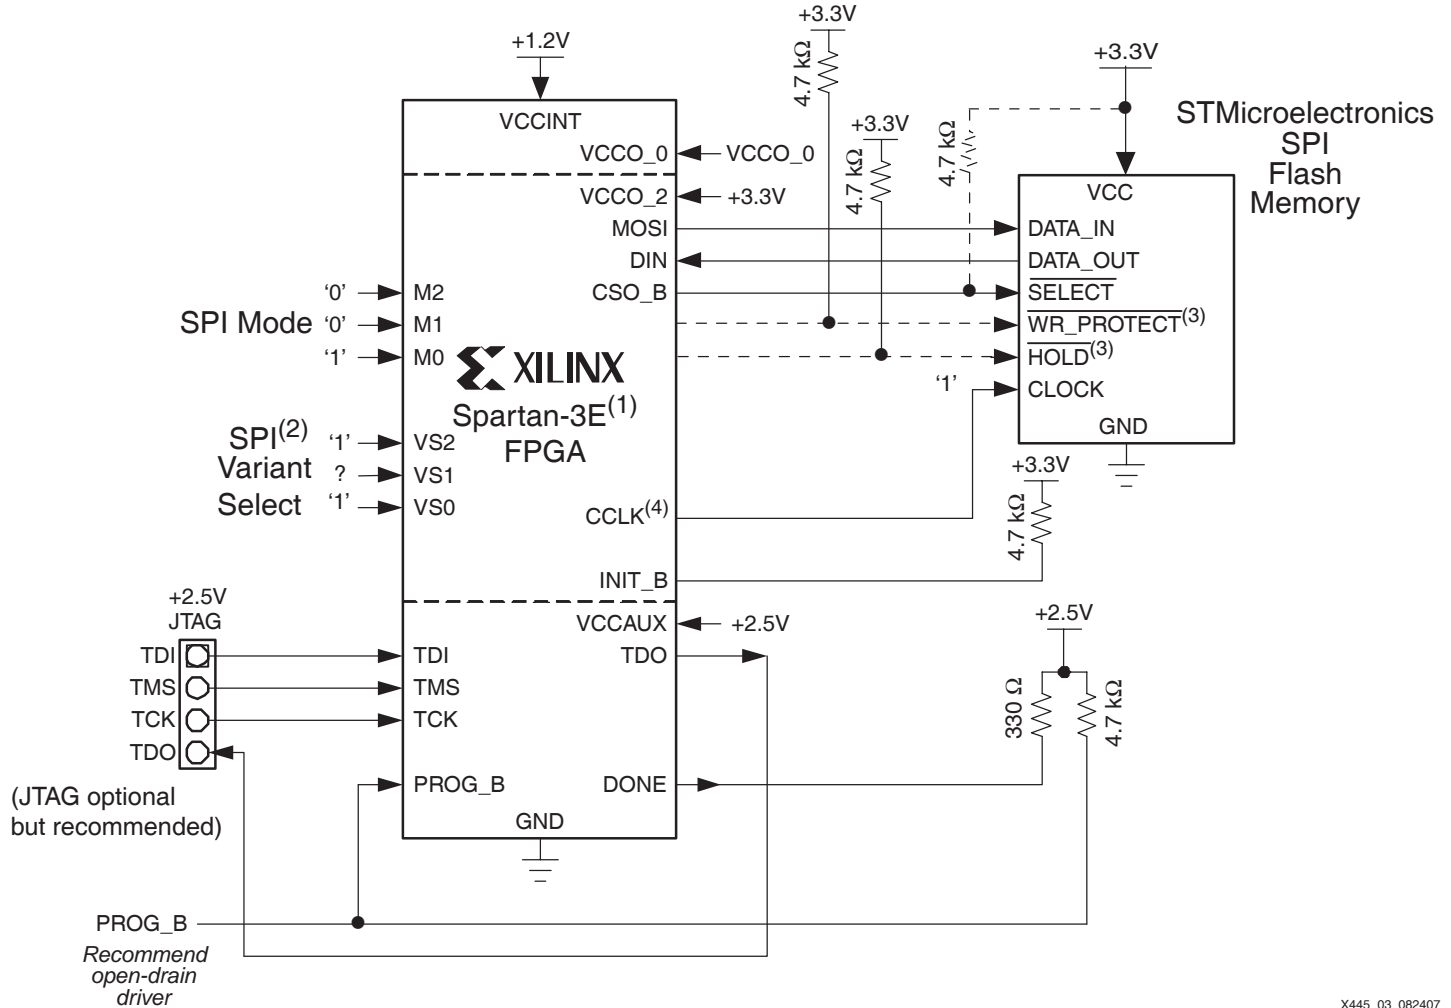 +3.3V
4.7 kΩ
+1.2V
+3.3V
4.7 kΩ
+3.3V
4.7 kΩ
STMicroelectronics
SPI
Flash
Memory
VCCINT
VCCO_0
VCCO_0
VCCO_2
+3.3V
MOSI
DIN
CSO_B
VCC
DATA_IN
DATA_OUT
SELECT
WR_PROTECT(3)
HOLD(3)
'1'
CLOCK
GND
SPI Mode
'0'
M2
'0'
M1
'1'
M0
XILINX
Spartan-3E(1)
FPGA
SPI(2)
Variant
Select
'1'
VS2
?
VS1
'1'
VS0
CCLK(4)
+3.3V
4.7 kΩ
INIT_B
+2.5V
JTAG
TDI
TMS
TCK
TDO
(JTAG optional
but recommended)
VCCAUX
+2.5V
TDI
TDO
TMS
TCK
+2.5V
330 Ω
4.7 kΩ
PROG_B
DONE
GND
PROG_B
Recommend
open-drain
driver
X445_03_082407